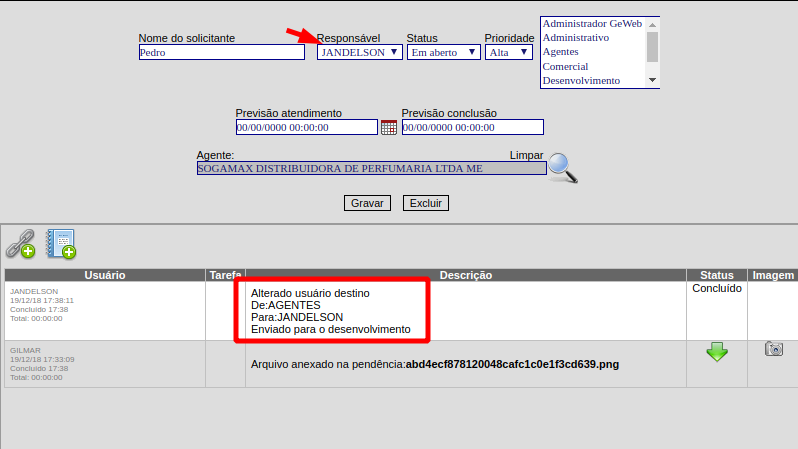 Nome do solicitante Responsável Status Prioridade
Pedro JANDELSON Em aberto Alta
Administrador GeWeb
Administrativo
Agentes
Comercial
Desenvolvimento
Previsão atendimento Previsão conclusão
00/00/0000 00:00:00 00/00/0000 00:00:00
Agente: Limpar
SOGAMAX DISTRIBUIDORA DE PERFUMARIA LTDA ME
Gravar Excluir
Usuário Tarefa Descrição Status Imagem
JANDELSON
19/12/18 17:38:11
Concluído 17:38
Total: 00:00:00
Alterado usuário destino
De:AGENTES
Para:JANDELSON
Enviado para o desenvolvimento
Concluído
GILMAR
19/12/18 17:33:09
Concluído 17:38
Total: 00:00:00
Arquivo anexado na pendência:abd4ecf878120048cafc1c0e1f3cd639.png